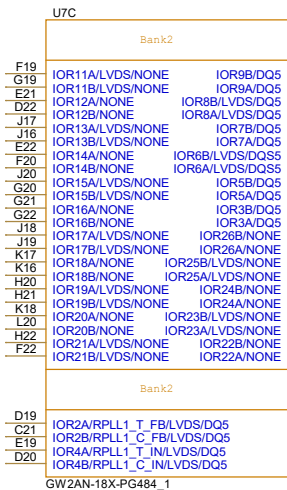 U7C
Bank2
F19 IOR11A/LVDS/NONE IOR9B/DQ5
G19 IOR11B/LVDS/NONE IOR9A/DQ5
E21 IOR12A/NONE IOR8B/LVDS/DQ5
D22 IOR12B/NONE IOR8A/LVDS/DQ5
J17 IOR13A/LVDS/NONE IOR7B/DQ5
J16 IOR13B/LVDS/NONE IOR7A/DQ5
E22 IOR14A/NONE IOR6B/LVDS/DQS5
F20 IOR14B/NONE IOR6A/LVDS/DQS5
J20 IOR15A/LVDS/NONE IOR5B/DQ5
G20 IOR15B/LVDS/NONE IOR5A/DQ5
G21 IOR16A/NONE IOR3B/DQ5
G22 IOR16B/NONE IOR3A/DQ5
J18 IOR17A/LVDS/NONE IOR26B/NONE
J19 IOR17B/LVDS/NONE IOR26A/NONE
K17 IOR18A/NONE IOR25B/LVDS/NONE
K16 IOR18B/NONE IOR25A/LVDS/NONE
H20 IOR19A/LVDS/NONE IOR24B/NONE
H21 IOR19B/LVDS/NONE IOR24A/NONE
K18 IOR20A/NONE IOR23B/LVDS/NONE
L20 IOR20B/NONE IOR23A/LVDS/NONE
H22 IOR21A/LVDS/NONE IOR22B/NONE
F22 IOR21B/LVDS/NONE IOR22A/NONE
Bank2
D19 IOR2A/RPLL1_T_FB/LVDS/DQ5
C21 IOR2B/RPLL1_C_FB/LVDS/DQ5
E19 IOR4A/RPLL1_T_IN/LVDS/DQ5
D20 IOR4B/RPLL1_C_IN/LVDS/DQ5
GW2AN-18X-PG484_1